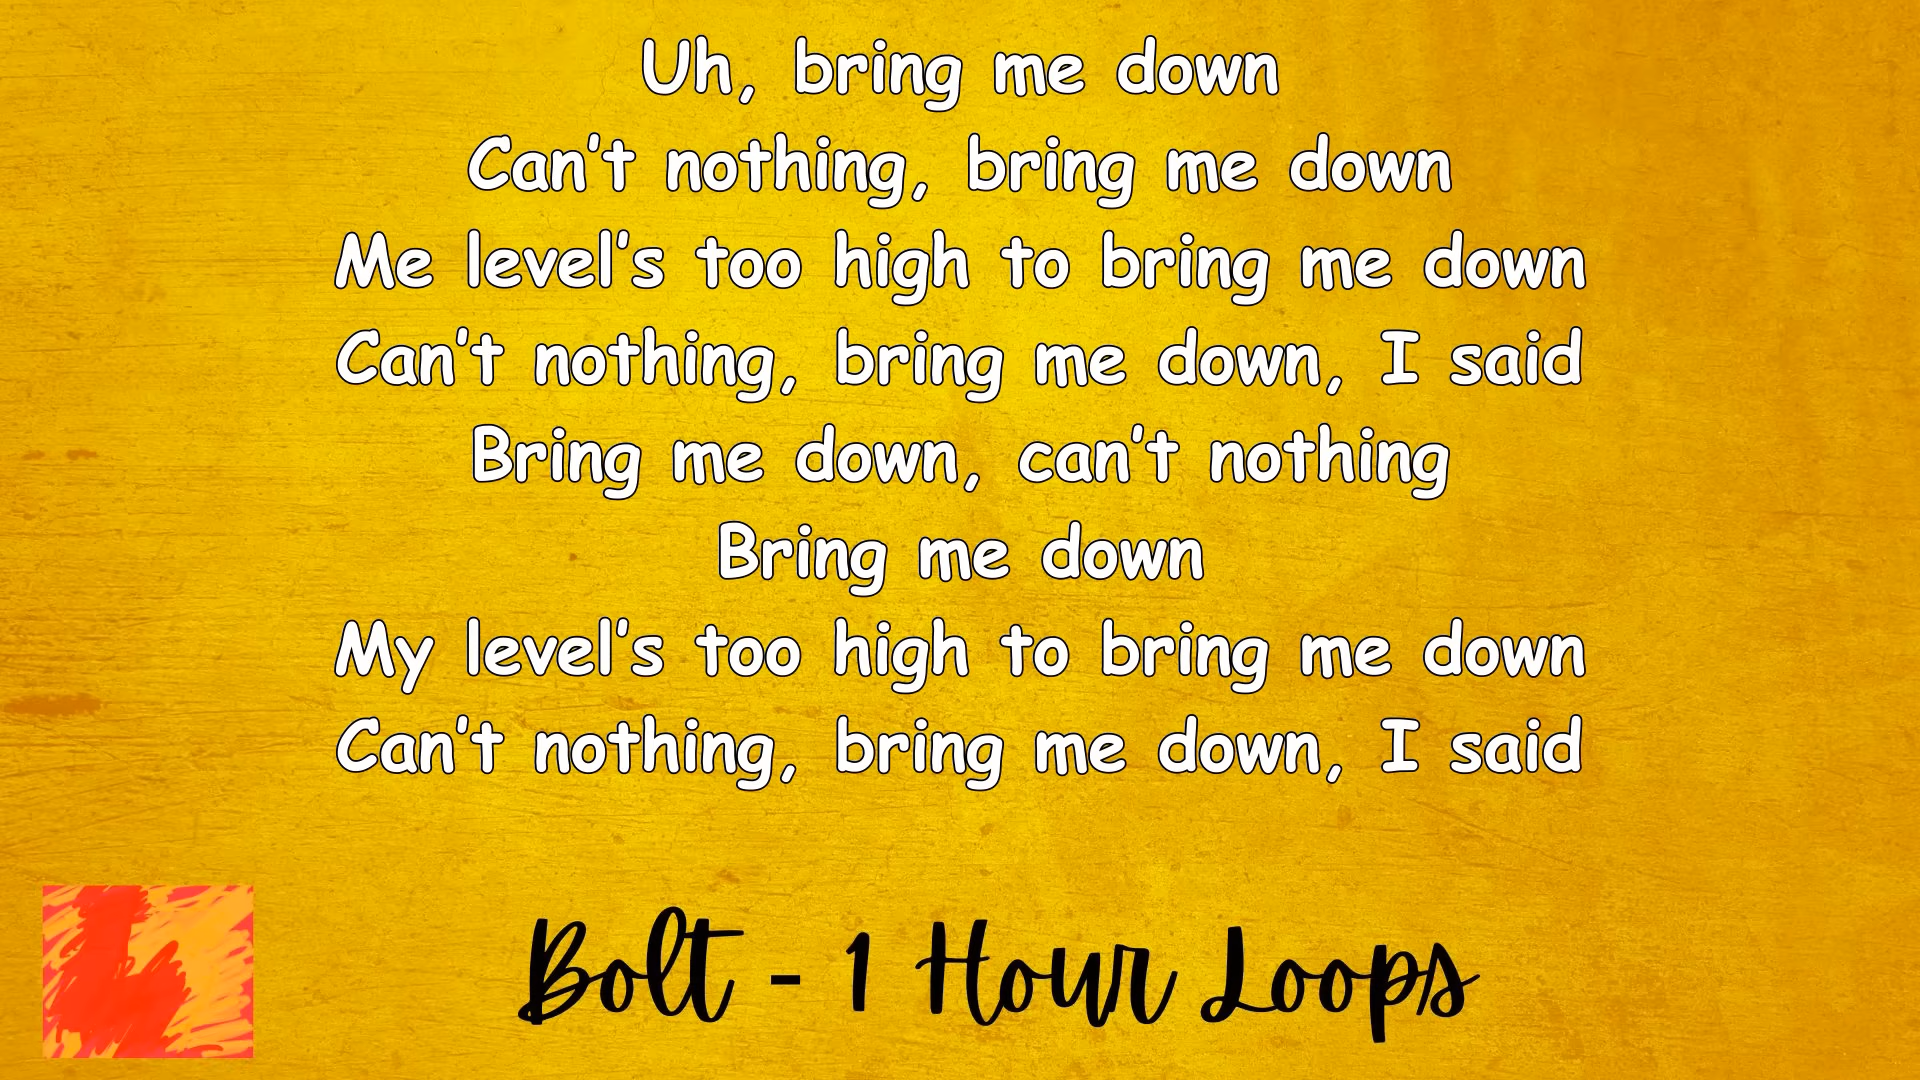 Uh, bring me down
Can't nothing, bring me down
Me level's too high to bring me down
Can't nothing, bring me down, I said
Bring me down, can't nothing
Bring me down
My level's too high to bring me down
Can't nothing, bring me down, I said
Bolt - 1 Hour Loops